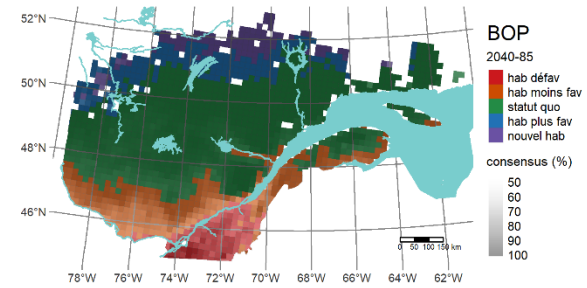 BOP
2040-85
hab défav
hab moins fav
statut quo
hab plus fav
nouvel hab
consensus (%)
50
60
70
80
90
100
52°N
50°N
48°N
46°N
0 50 100 150 km
78°W 76°W 74°W 72°W 70°W 68°W 66°W 64°W 62°W